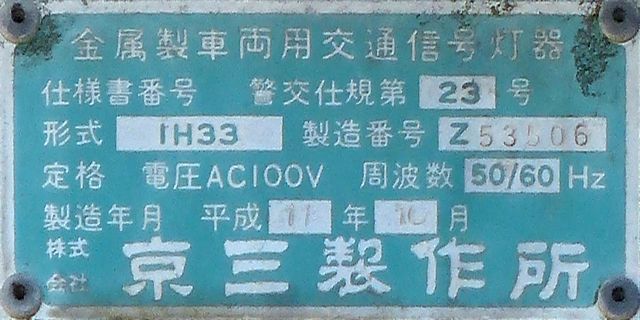 金属製車両用交通信号灯器
仕様書番号 警交仕規第 23 号
形式 1H33 製造番号 Z53506
定格 電圧AC100V 周波数 50/60 Hz
製造年月 平成 11 年 10 月
株式会社 京三製作所